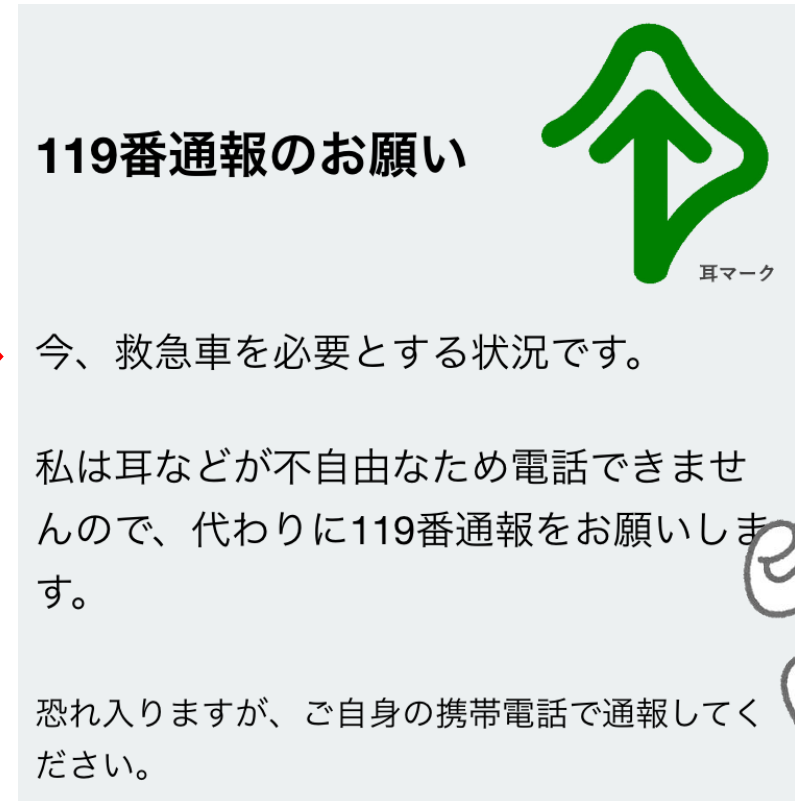 119番通報のお願い
耳マーク
今、救急車を必要とする状況です。
私は耳などが不自由なため電話できませ
んので、代わりに119番通報をお願いしま
す。
恐れ入りますが、ご自身の携帯電話で通報してく
ださい。